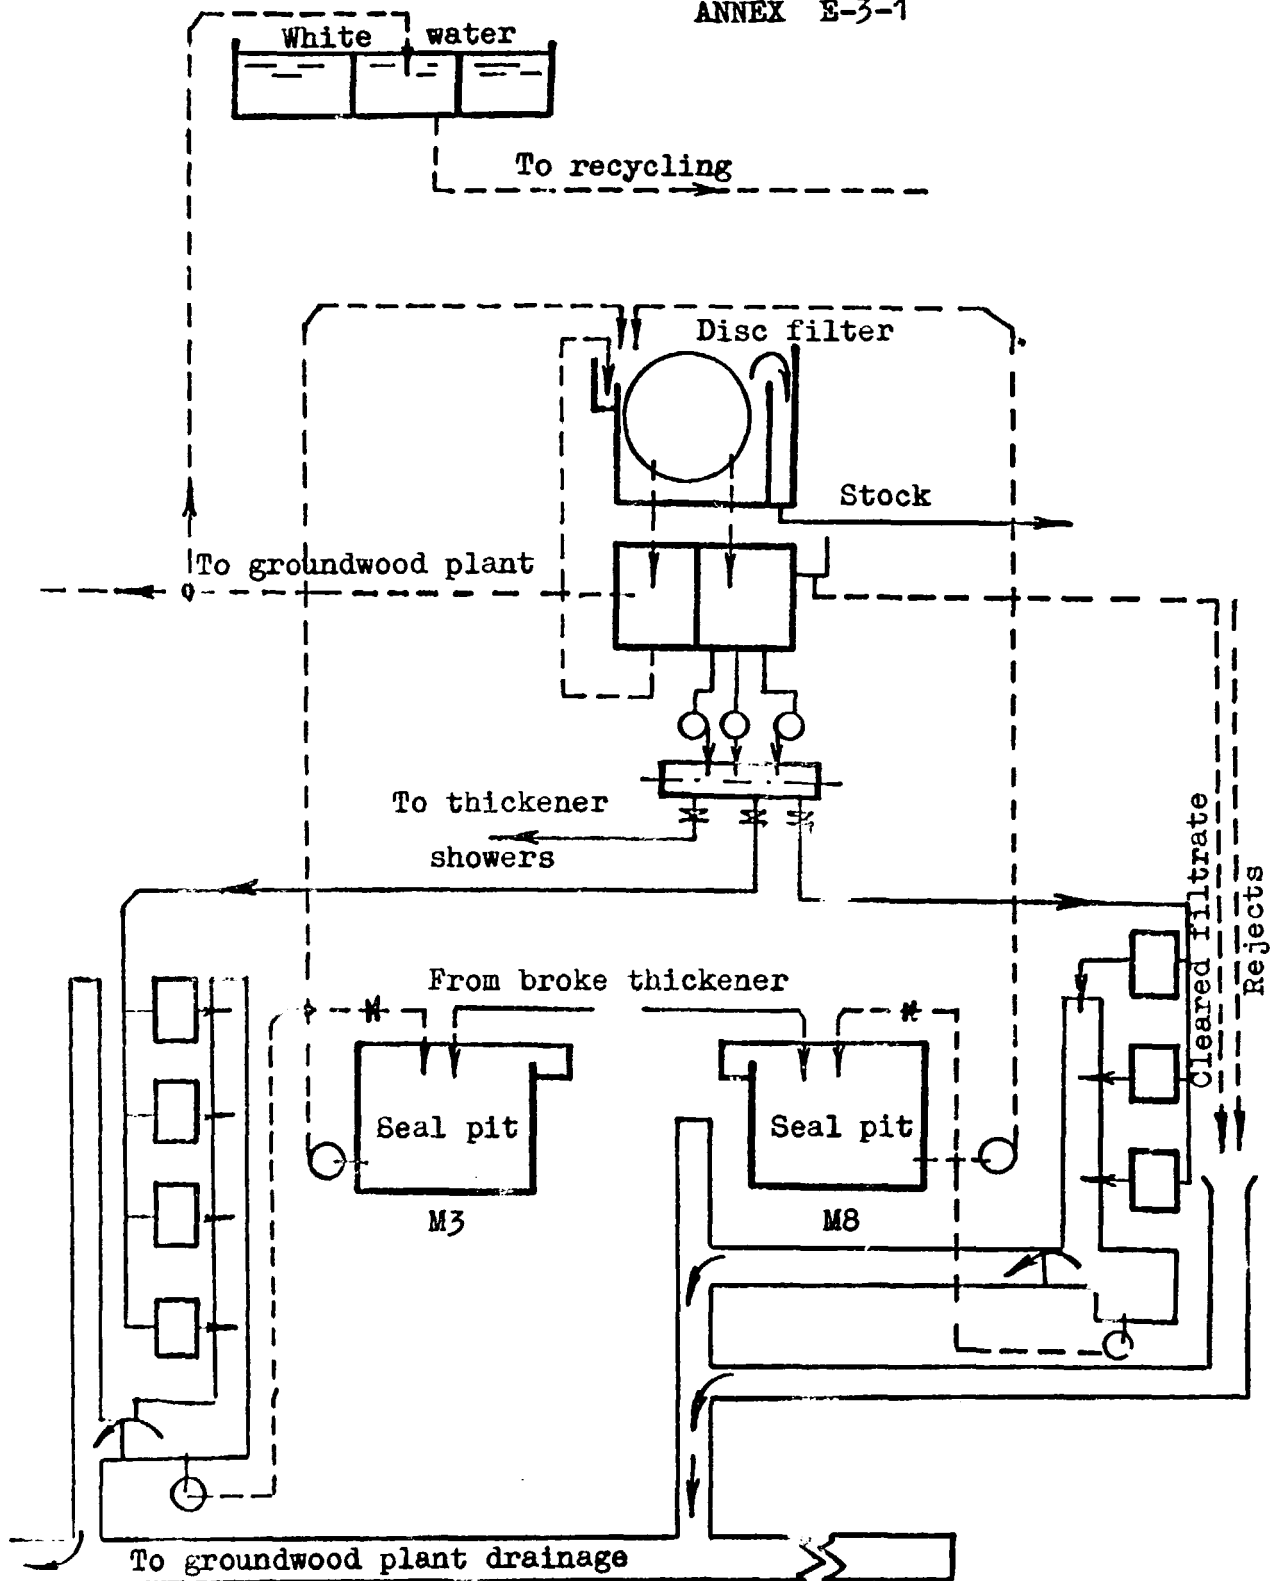 ANNEX E-3-1
White water
To recycling
Disc filter
Stock
To groundwood plant
To thickener
showers
Cleared filtrate
Rejects
From broke thickener
Seal pit
Seal pit
M3
M8
To groundwood plant drainage